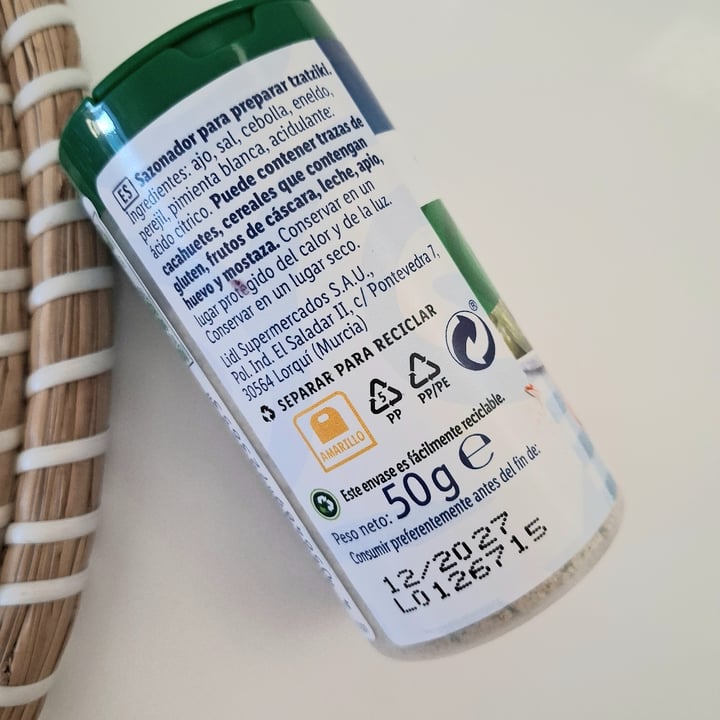 ES Sazonador para preparar tzatziki.
Ingredientes: ajo, sal, cebolla, eneldo,
perejil, pimienta blanca, acidulante:
ácido cítrico. Puede contener trazas de
cacahuetes, cereales que contengan
gluten, frutos de cáscara, leche, apio,
huevo y mostaza. Conservar en un
lugar protegido del calor y de la luz.
Conservar en un lugar seco.
Lidl Supermercados S.A.U.,
Pol. Ind. El Saladar II, c/ Pontevedra 7,
30564 Lorquí (Murcia)
SEPARAR PARA RECICLAR
®
AMARILLO
5
PP
PP/PE
Este envase es fácilmente reciclable.
Peso neto: 50 g e
Consumir preferentemente antes del fin de:
12/2027
L0126715